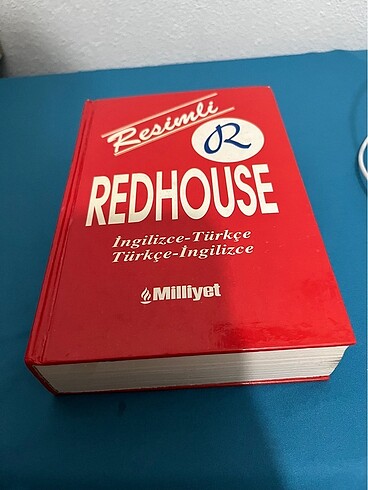 Resimli
R
REDHOUSE
İngilizce-Türkçe
Türkçe-İngilizce
Milliyet